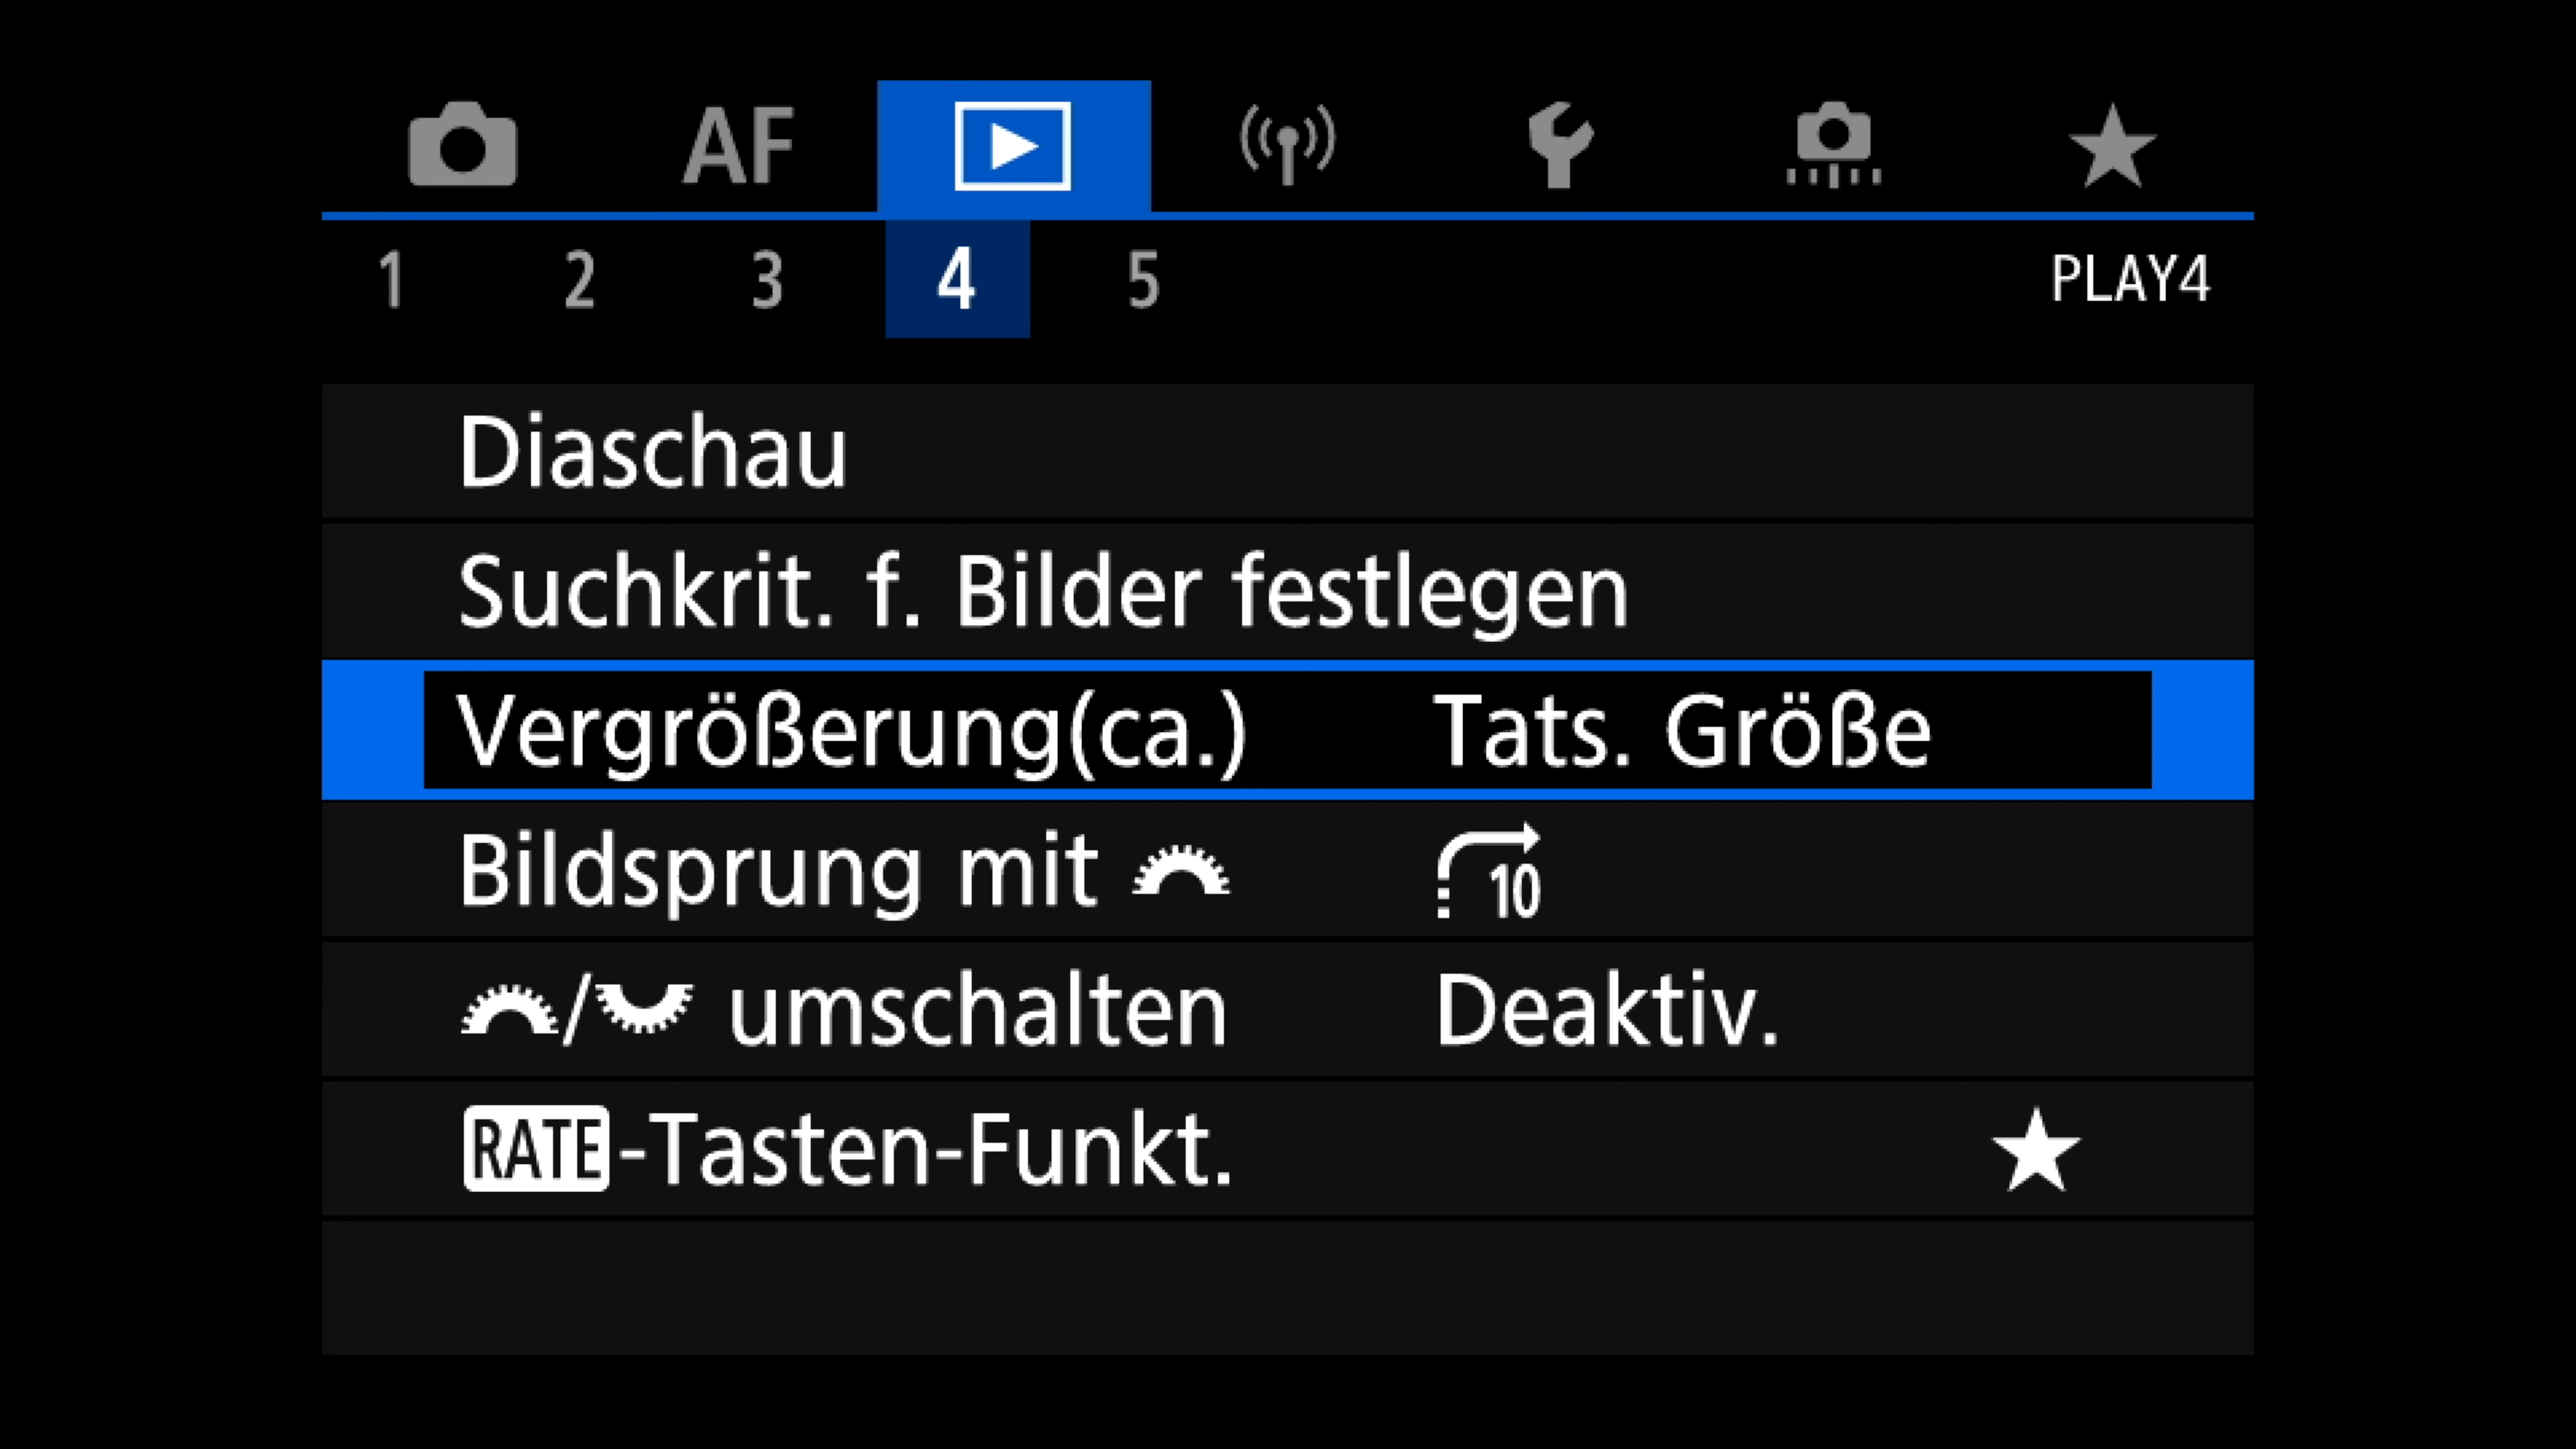 AF
1 2 3 4 5 PLAY4
Diaschau
Suchkrit. f. Bilder festlegen
Vergrößerung(ca.) Tats. Größe
Bildsprung mit 10
/ umschalten Deaktiv.
RATE-Tasten-Funkt.